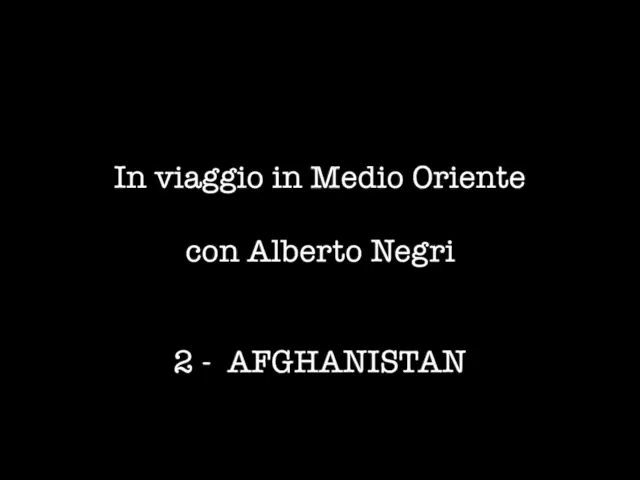 In viaggio in Medio Oriente
con Alberto Negri
2 - AFGHANISTAN